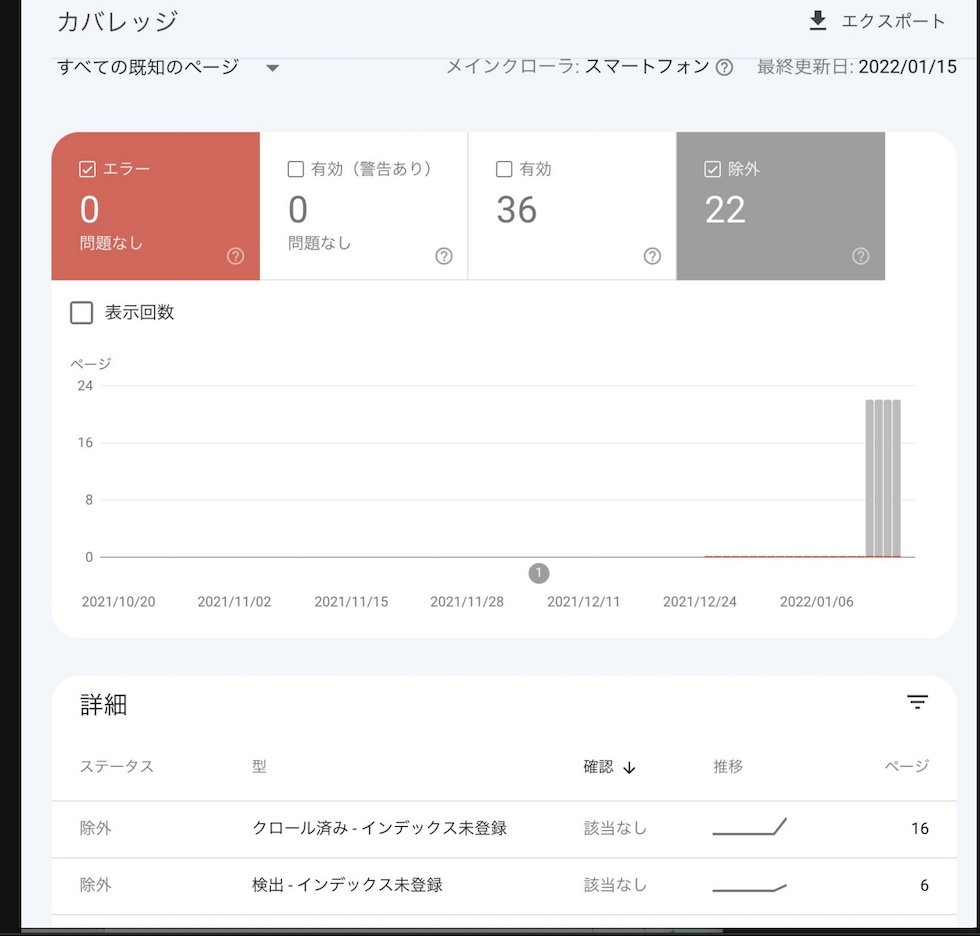 カバレッジ
エクスポート
すべての既知のページ
メインクローラ: スマートフォン ?
最終更新日: 2022/01/15
エラー
0
問題なし
?
有効（警告あり）
0
問題なし
?
有効
36
?
除外
22
?
表示回数
ページ
24
16
8
0
1
2021/10/20 2021/11/02 2021/11/15 2021/11/28 2021/12/11 2021/12/24 2022/01/06
詳細
ステータス 型 確認 ↓ 推移 ページ
除外 クロール済み - インデックス未登録 該当なし 16
除外 検出 - インデックス未登録 該当なし 6